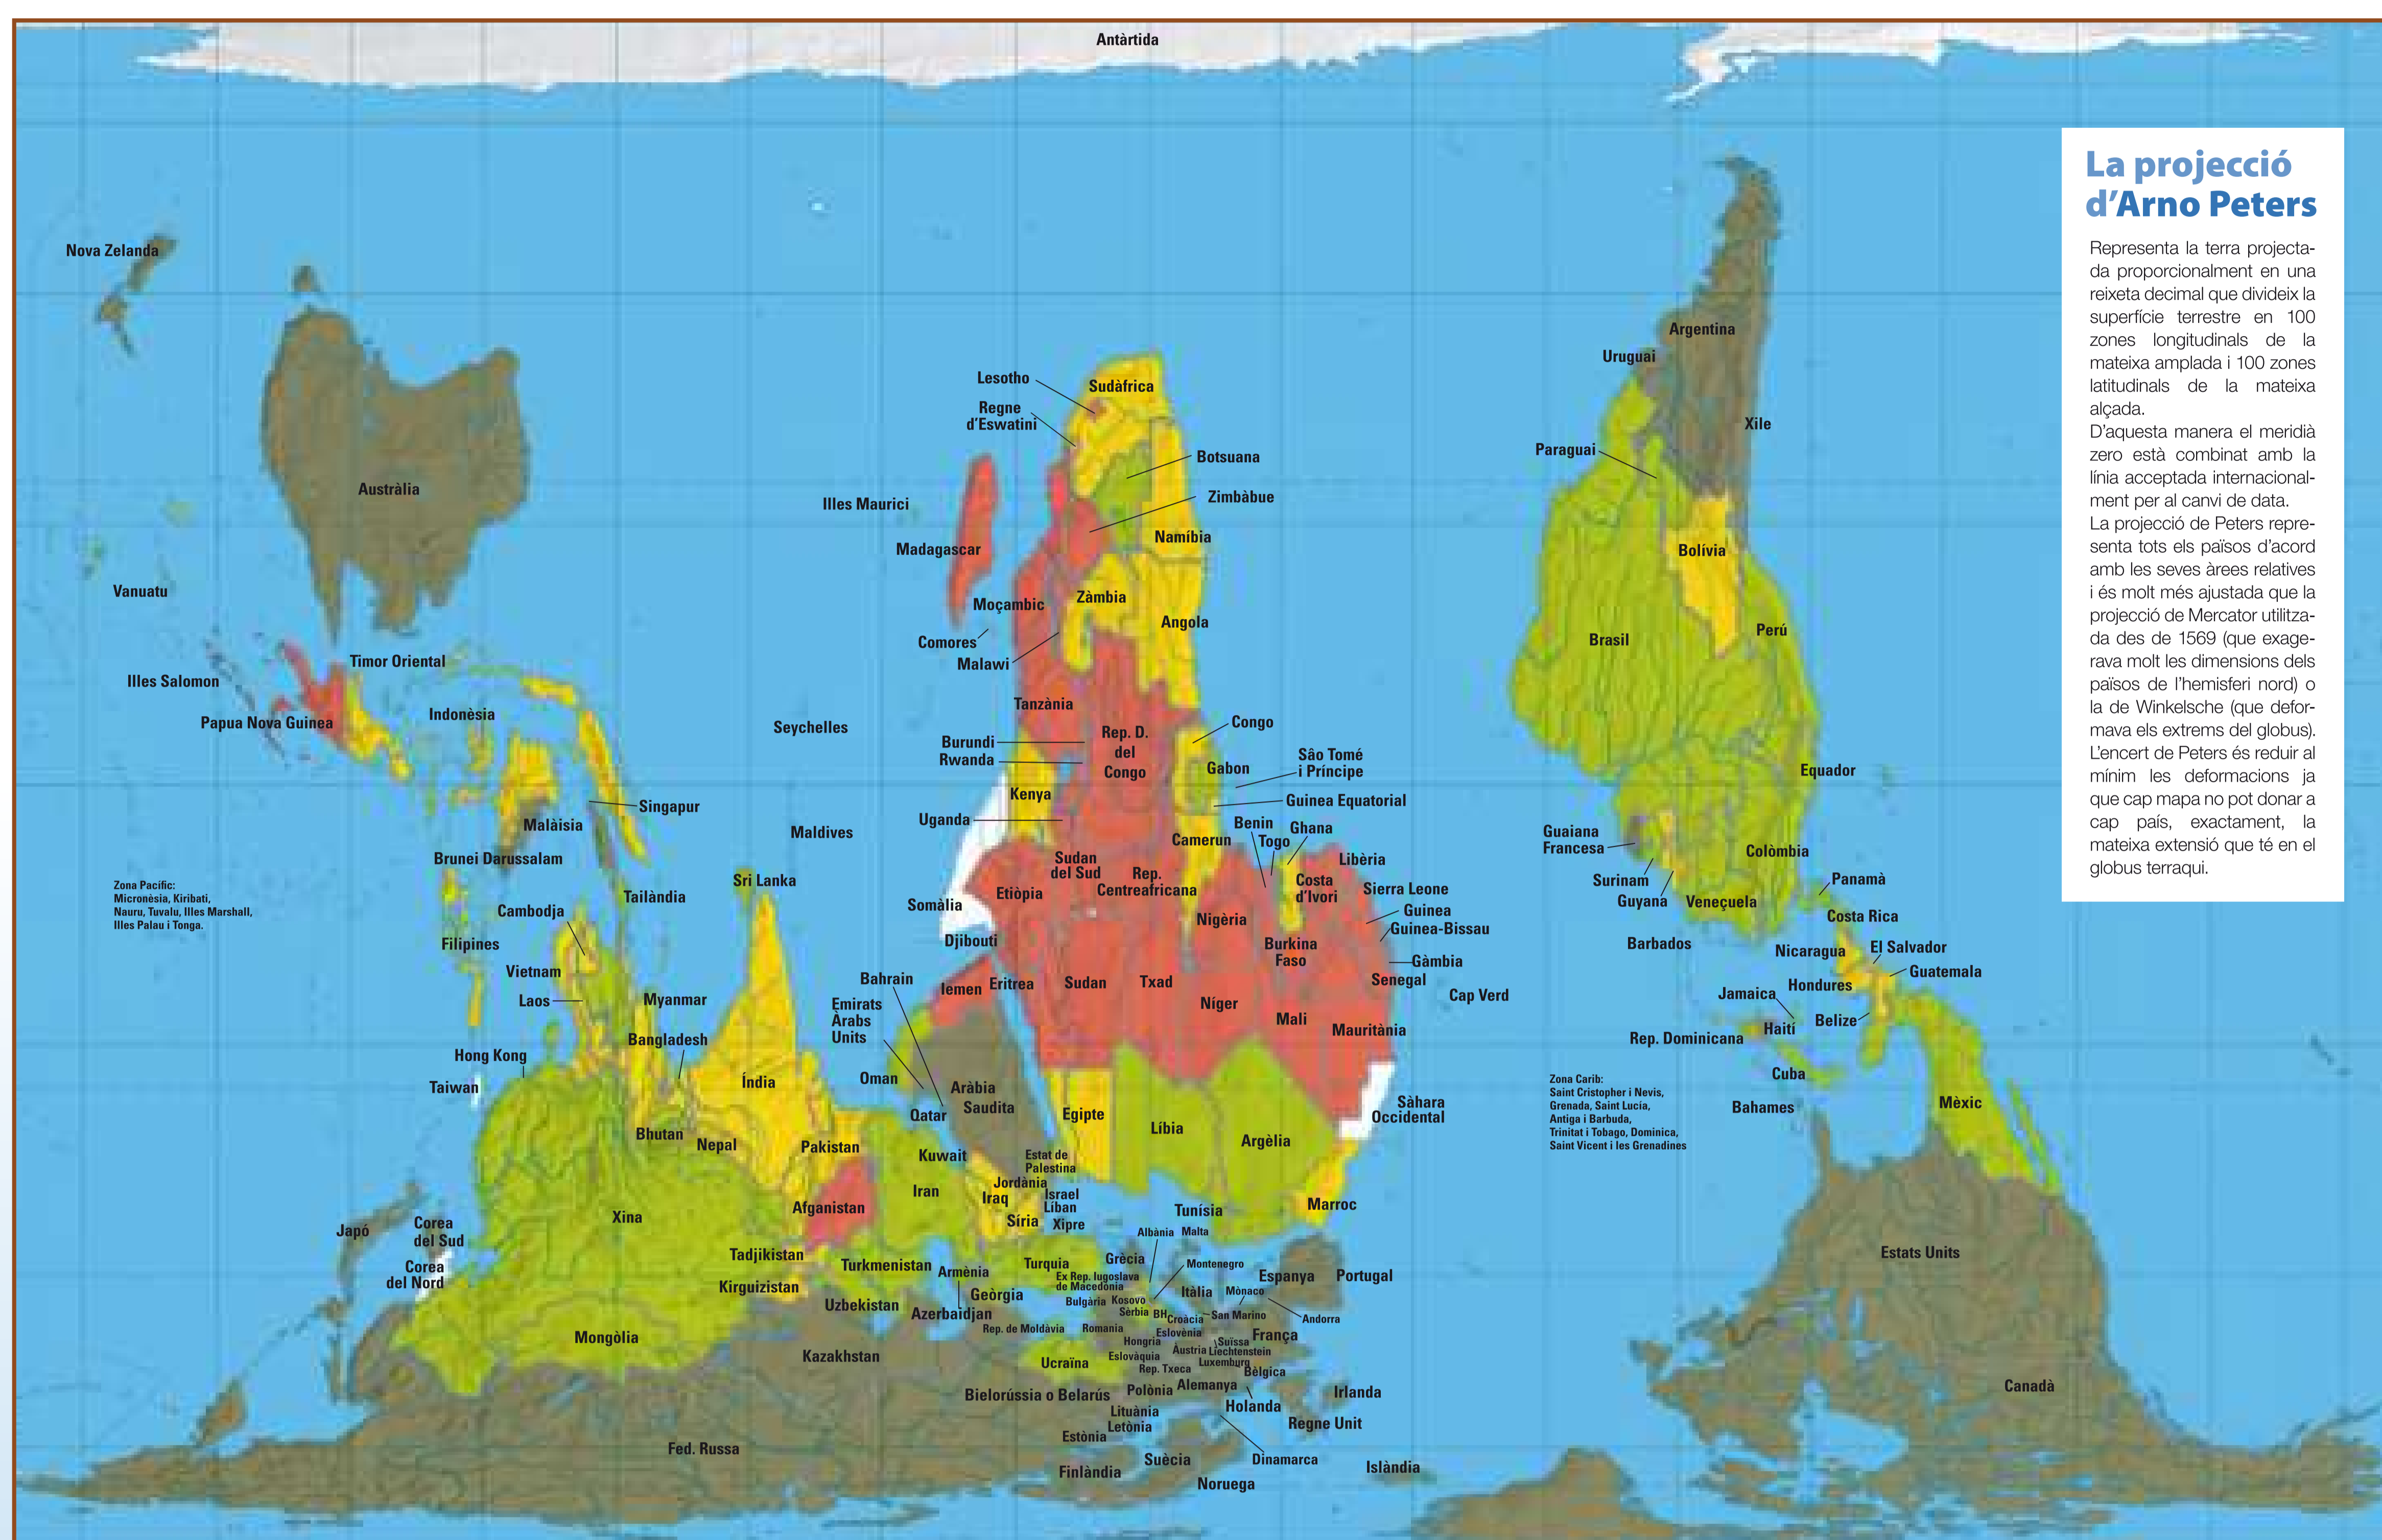 Antàrtida
La projecció
d'Arno Peters
Representa la terra projecta-
da proporcionalment en una
reixeta decimal que divideix la
superfície terrestre en 100
zones longitudinals de la
mateixa amplada i 100 zones
latitudinals de la mateixa
alçada.
D'aquesta manera el meridià
zero està combinat amb la
línia acceptada internacional-
ment per al canvi de data.
La projecció de Peters repre-
senta tots els països d'acord
amb les seves àrees relatives
i és molt més ajustada que la
projecció de Mercator utilitza-
da des de 1569 (que exage-
rava molt les dimensions dels
països de l'hemisferi nord) o
la de Winkelsche (que defor-
mava els extrems del globus).
L'encert de Peters és reduir al
mínim les deformacions ja
que cap mapa no pot donar a
cap país, exactament, la
mateixa extensió que té en el
globus terraqui.
Nova Zelanda
Austràlia
Vanuatu
Timor Oriental
Illes Salomon
Papua Nova Guinea
Indonèsia
Singapur
Malàisia
Brunei Darussalam
Zona Pacífic:
Micronèsia, Kiribati,
Nauru, Tuvalu, Illes Marshall,
Illes Palau i Tonga.
Tailàndia
Cambodja
Filipines
Vietnam
Laos
Myanmar
Bangladesh
Hong Kong
Taiwan
Sri Lanka
Índia
Bhutan
Nepal
Pakistan
Xina
Afganistan
Japó
Corea
del Sud
Corea
del Nord
Tadjikistan
Kirguizistan
Mongòlia
Turkmenistan
Uzbekistan
Kazakhstan
Fed. Russa
Illes Maurici
Madagascar
Seychelles
Maldives
Lesotho
Regne
d'Eswatini
Sudàfrica
Botsuana
Zimbàbue
Namíbia
Moçambic
Comores
Malawi
Zàmbia
Angola
Tanzània
Burundi
Rwanda
Rep. D.
del
Congo
Congo
Gabon
Sâo Tomé
i Príncipe
Guinea Equatorial
Kenya
Uganda
Camerun
Benin
Togo
Ghana
Libèria
Sudan
del Sud
Rep.
Centreafricana
Costa
d'Ivori
Sierra Leone
Guinea
Guinea-Bissau
Etiòpia
Somàlia
Djibouti
Nigèria
Burkina
Faso
Gàmbia
Senegal
Cap Verd
Iemen
Eritrea
Sudan
Txad
Níger
Mali
Mauritània
Bahrain
Emirats
Àrabs
Units
Oman
Qatar
Aràbia
Saudita
Egipte
Líbia
Argèlia
Sàhara
Occidental
Kuwait
Estat de
Palestina
Jordània
Iran
Iraq
Israel
Líban
Síria
Xipre
Tunísia
Marroc
Albània
Malta
Armènia
Turquia
Grècia
Montenegro
Espanya
Portugal
Ex Rep. Iugoslava
de Macedònia
Geòrgia
Azerbaidjan
Bulgària
Kosovo
Itàlia
Mònaco
Sèrbia
BH
Croàcia
San Marino
Andorra
Rep. de Moldàvia
Romania
Eslovènia
Hongria
Suïssa
França
Àustria
Liechtenstein
Ucraïna
Eslovàquia
Luxemburg
Rep. Txeca
Bèlgica
Bielorússia o Belarús
Polònia
Alemanya
Irlanda
Holanda
Lituània
Letònia
Regne Unit
Estònia
Dinamarca
Suècia
Finlàndia
Islàndia
Noruega
Argentina
Uruguai
Xile
Paraguai
Bolívia
Brasil
Perú
Equador
Guaiana
Francesa
Colòmbia
Surinam
Guyana
Veneçuela
Panamà
Costa Rica
Barbados
Nicaragua
El Salvador
Guatemala
Hondures
Jamaica
Belize
Haití
Rep. Dominicana
Cuba
Bahames
Zona Carib:
Saint Cristopher i Nevis,
Grenada, Saint Lucía,
Antiga i Barbuda,
Trinitat i Tobago, Dominica,
Saint Vicent i les Grenadines
Mèxic
Estats Units
Canadà